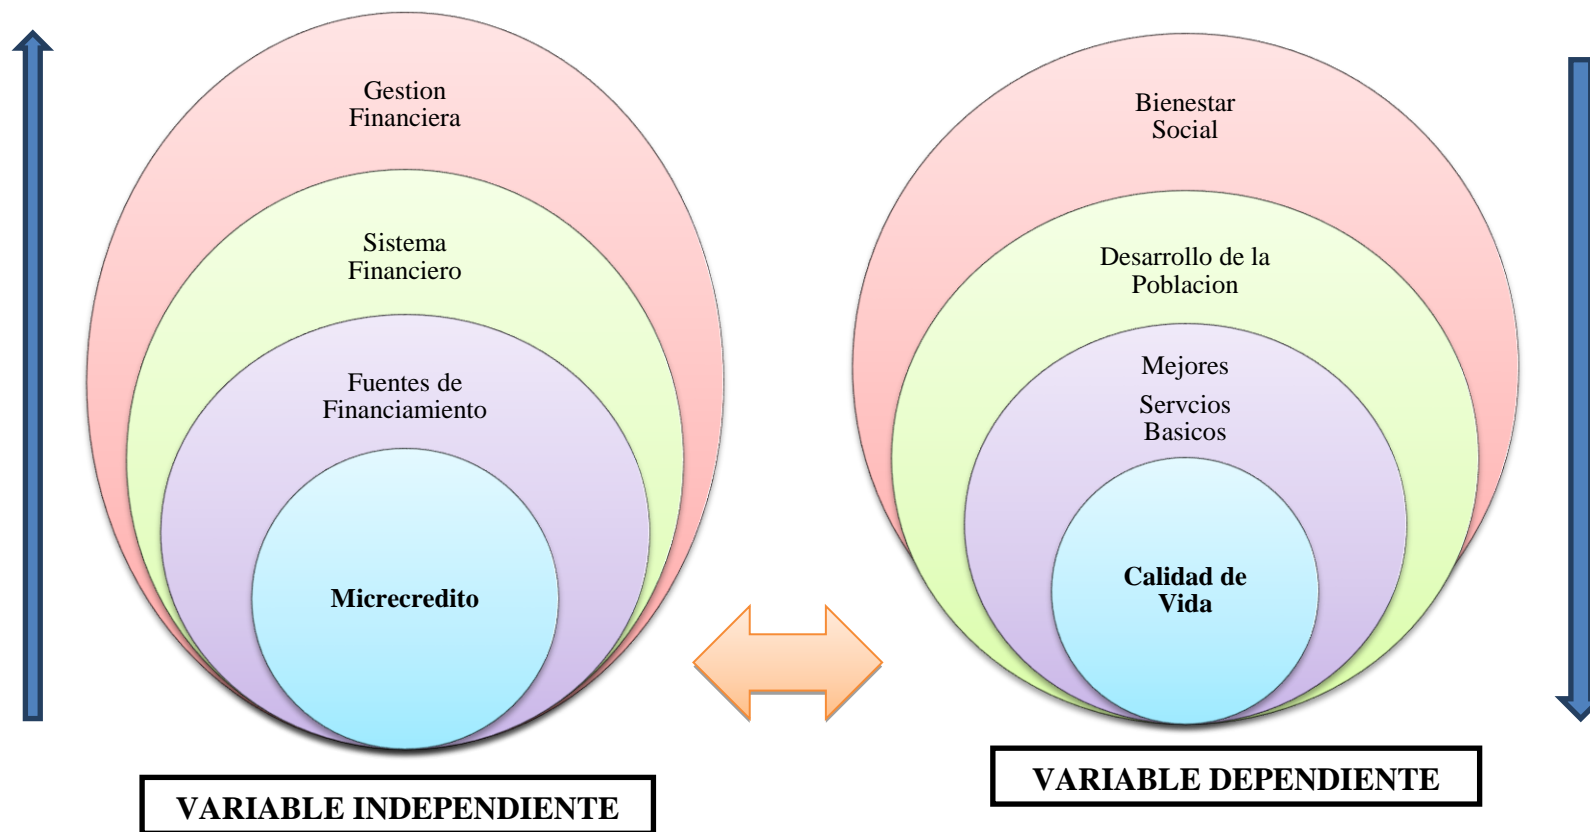 Gestion
Financiera
Sistema
Financiero
Fuentes de
Financiamiento
Micrecredito
VARIABLE INDEPENDIENTE
Bienestar
Social
Desarrollo de la
Poblacion
Mejores
Servcios
Basicos
Calidad de
Vida
VARIABLE DEPENDIENTE